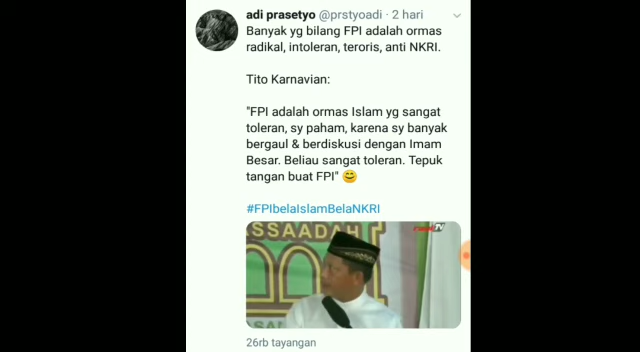 adi prasetyo @prstyoadi · 2 hari
Banyak yg bilang FPI adalah ormas
radikal, intoleran, teroris, anti NKRI.
Tito Karnavian:
"FPI adalah ormas Islam yg sangat
toleran, sy paham, karena sy banyak
bergaul & berdiskusi dengan Imam
Besar. Beliau sangat toleran. Tepuk
tangan buat FPI" 😊
#FPIbelaIslamBelaNKRI
SSAADAH
TV
26rb tayangan